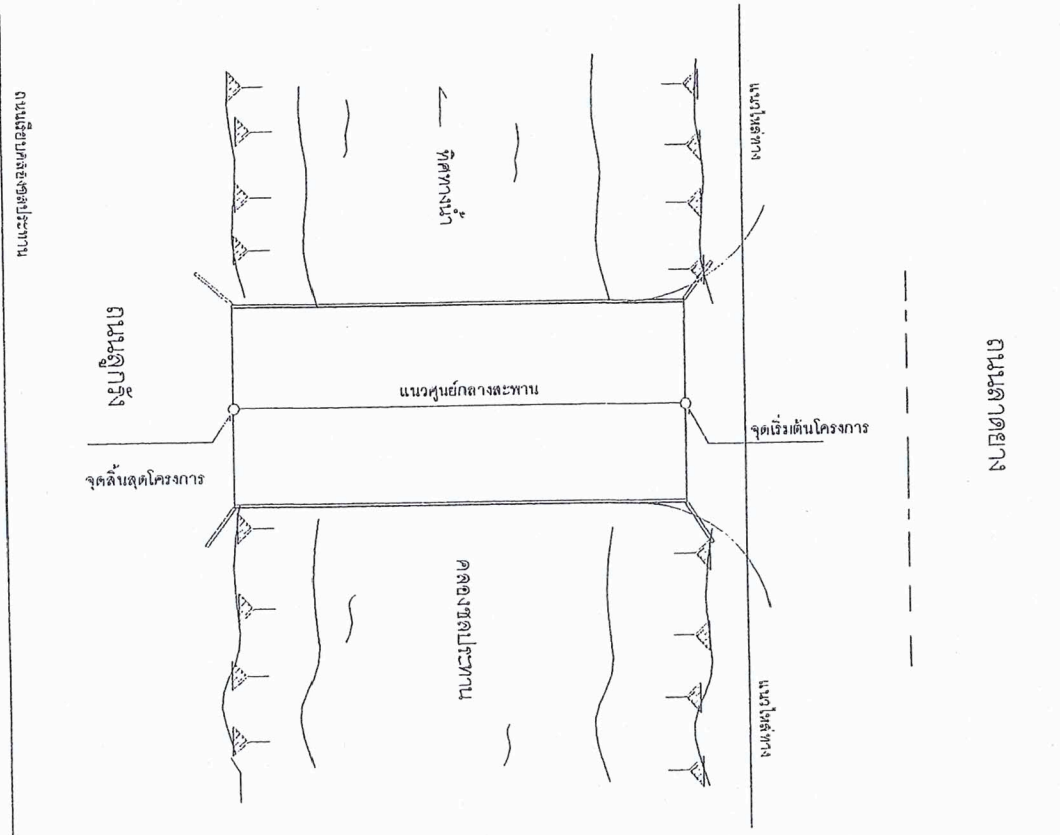 แนวไหล่ทาง
ทิศทางน้ำ
ถนนเรียบคลองชลประทาน
ถนนลูกรัง
ถนนลาดยาง
แนวศูนย์กลางสะพาน
จุดเริ่มต้นโครงการ
จุดสิ้นสุดโครงการ
คลองชลประทาน
แนวไหล่ทาง